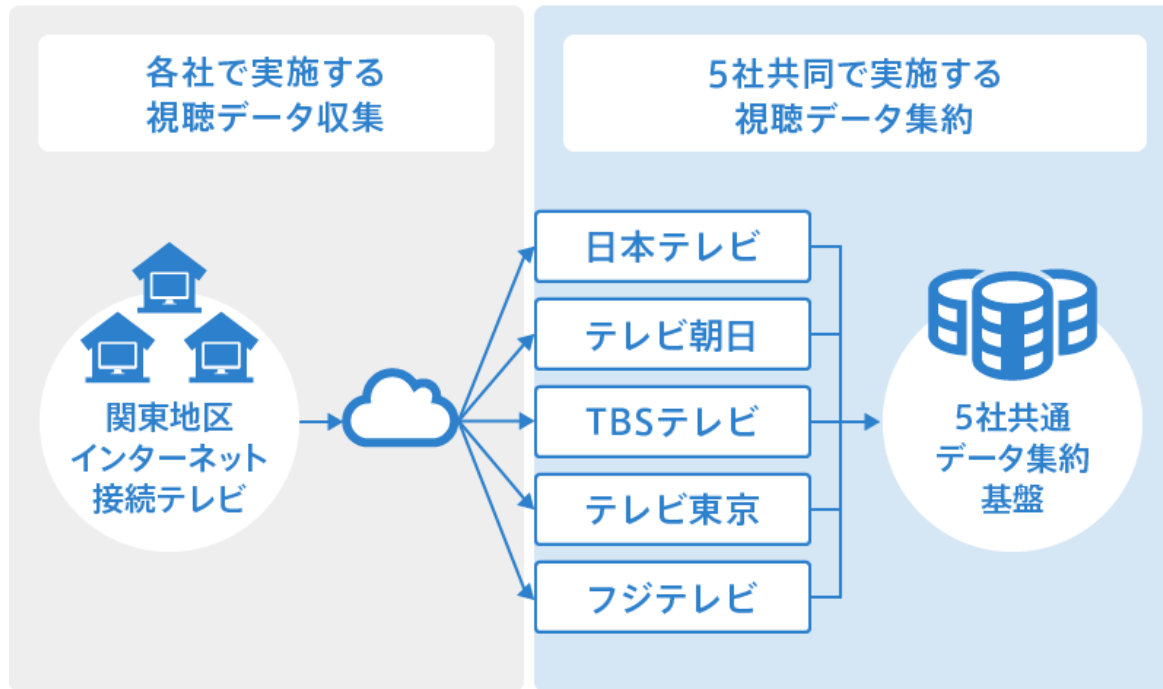 各社で実施する
視聴データ収集
5社共同で実施する
視聴データ集約
関東地区
インターネット
接続テレビ
日本テレビ
テレビ朝日
TBSテレビ
テレビ東京
フジテレビ
5社共通
データ集約
基盤